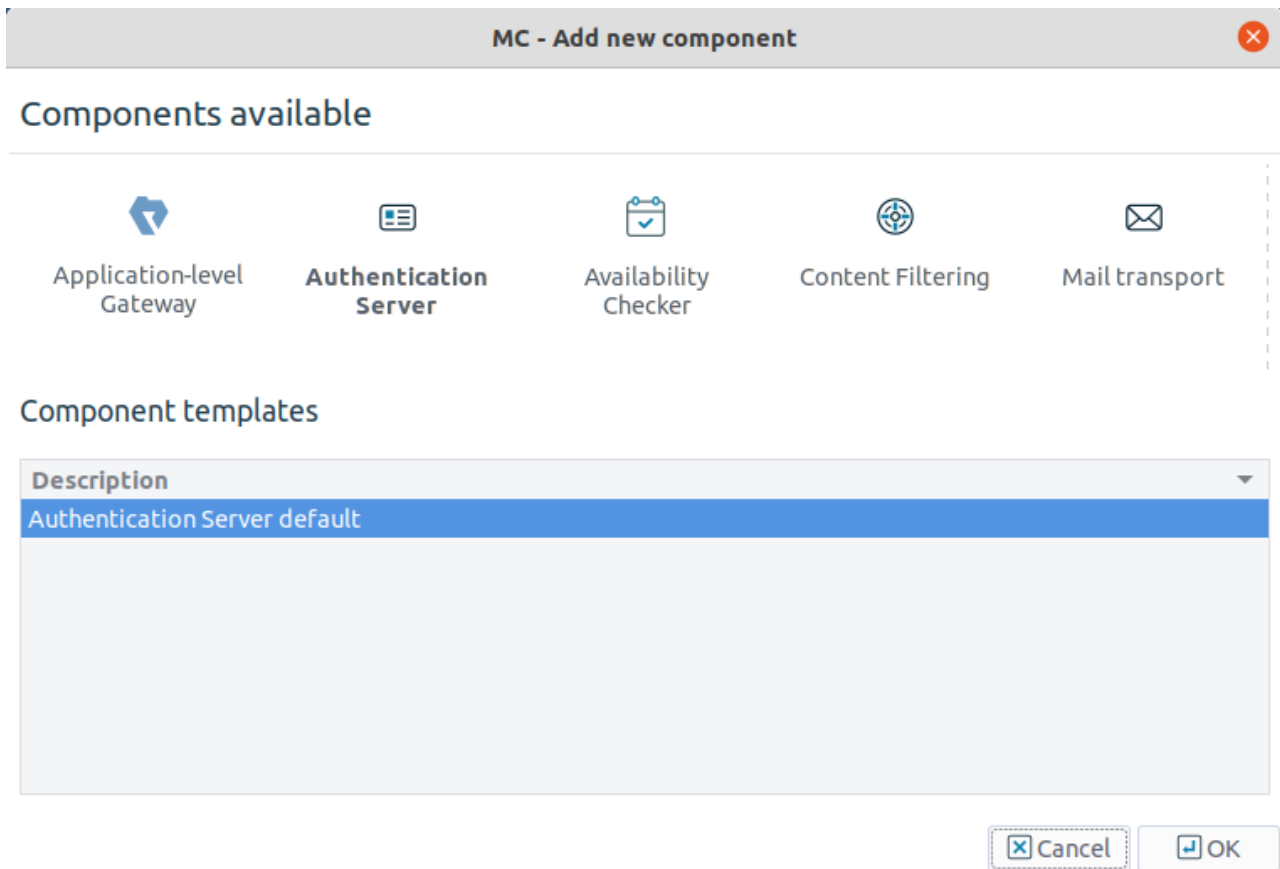 MC - Add new component
Components available
Application-level
Gateway
Authentication
Server
Availability
Checker
Content Filtering
Mail transport
Component templates
Description
Authentication Server default
Cancel
OK